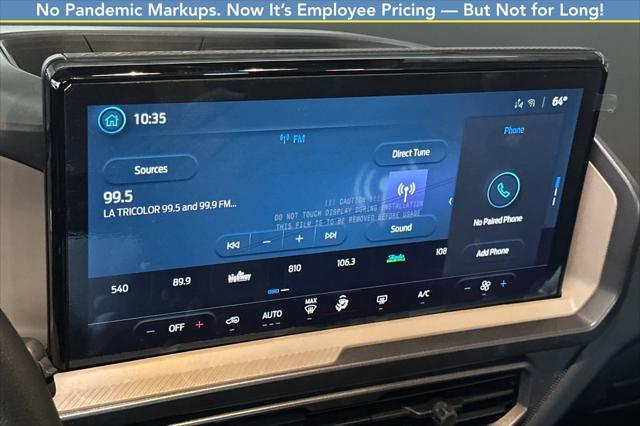 No Pandemic Markups. Now It's Employee Pricing — But Not for Long!
10:35
64°
FM
Phone
Sources
Direct Tune
99.5
LA TRICOLOR 99.5 and 99.9 FM...
!!! CAUTION !!!
DO NOT TOUCH DISPLAY DURING INSTALLATION
THIS FILM IS TO BE REMOVED BEFORE USAGE
No Paired Phone
Sound
Add Phone
540
89.9
highway
810
106.3
108
OFF
AUTO
MAX
A/C